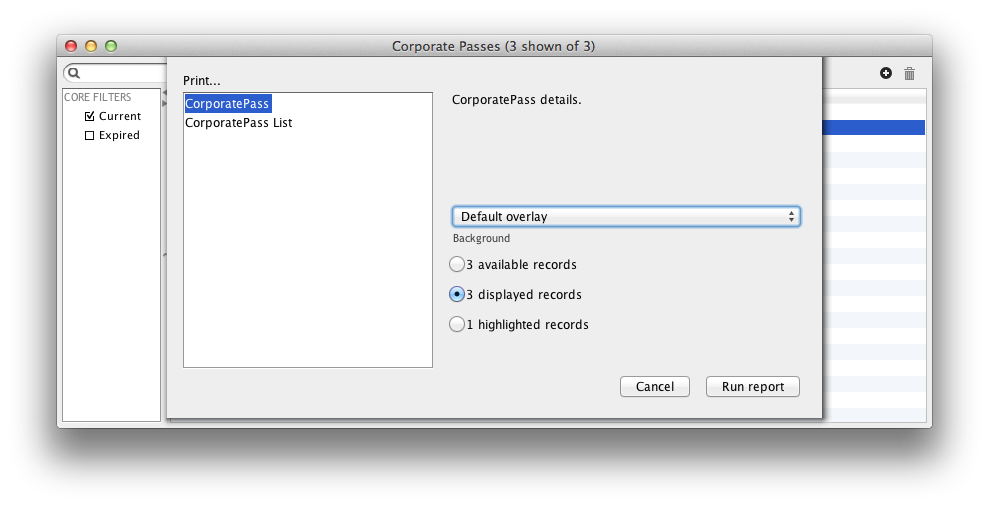 Corporate Passes (3 shown of 3)
Print...
CORE FILTERS
Current
Expired
CorporatePass
CorporatePass List
CorporatePass details.
Default overlay
Background
3 available records
3 displayed records
1 highlighted records
Cancel
Run report